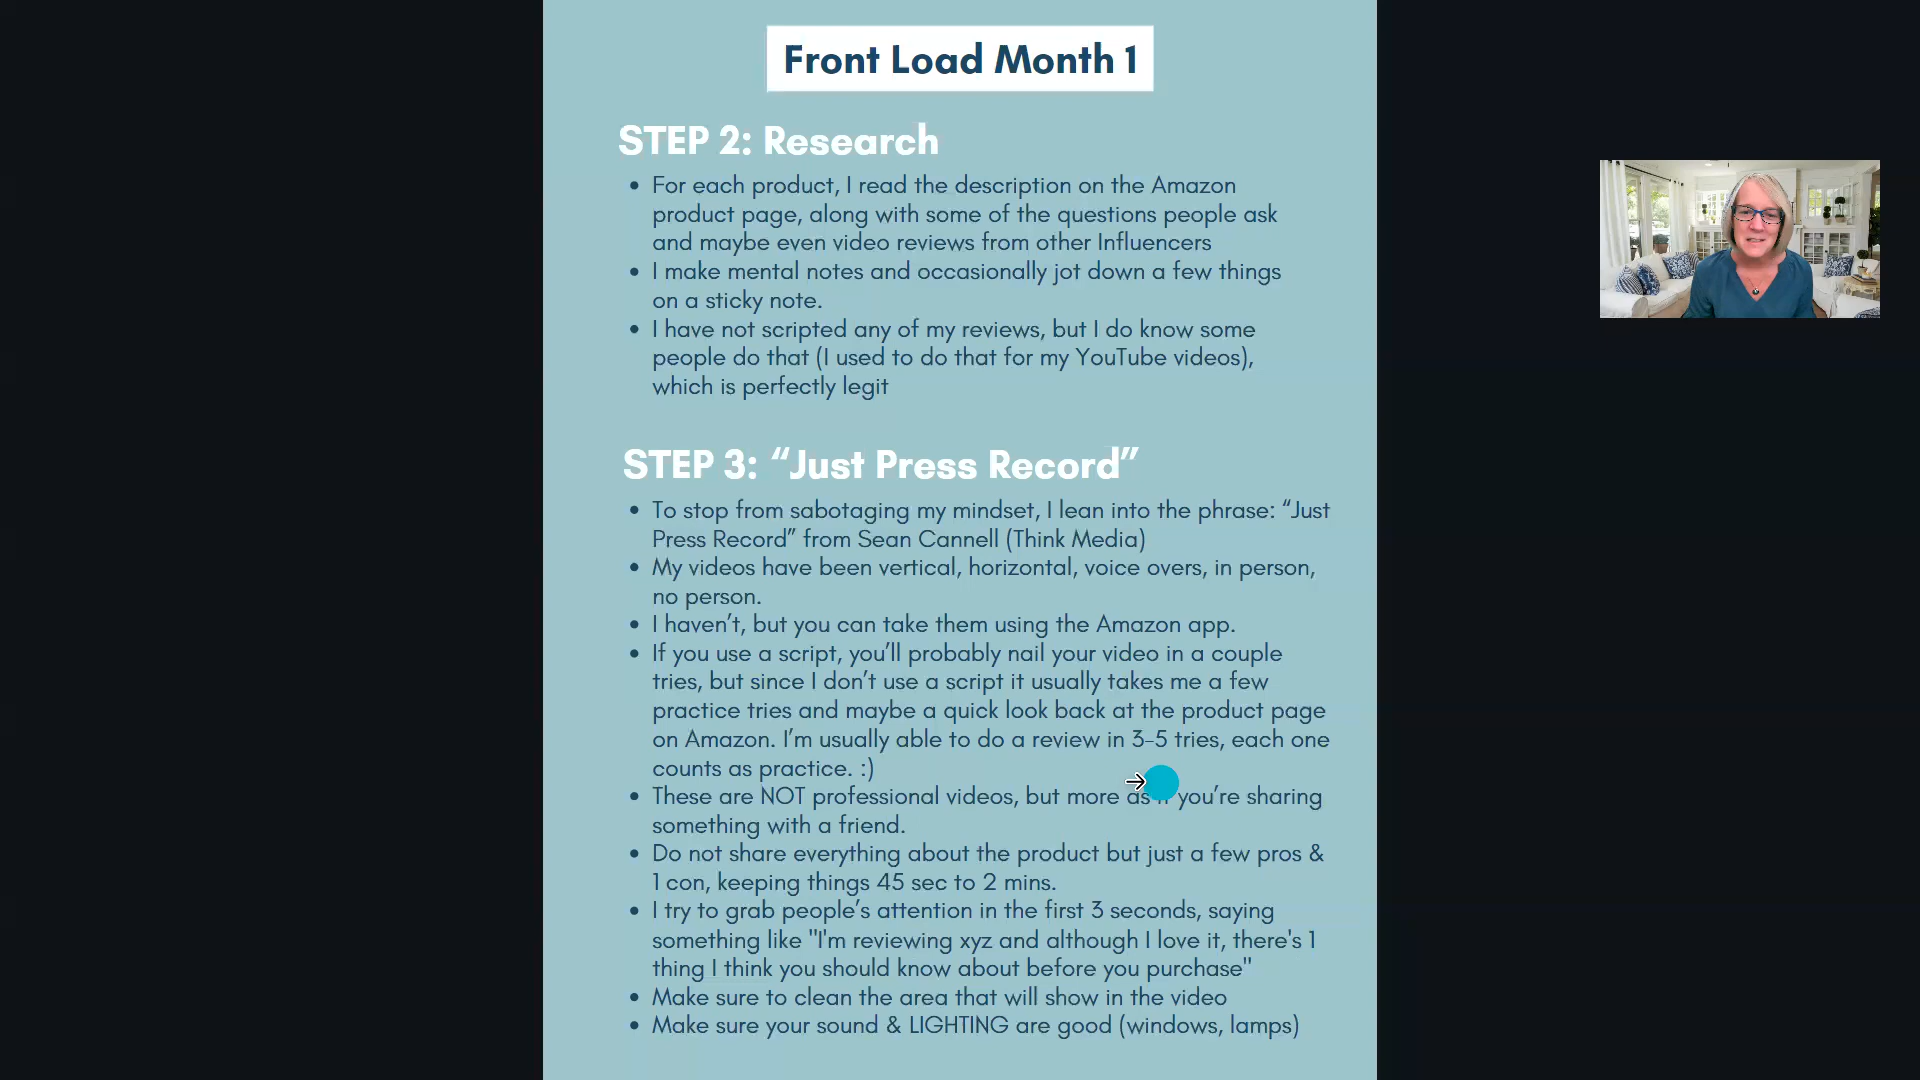 Front Load Month 1
STEP 2: Research
• For each product, I read the description on the Amazon
product page, along with some of the questions people ask
and maybe even video reviews from other Influencers
• I make mental notes and occasionally jot down a few things
on a sticky note.
• I have not scripted any of my reviews, but I do know some
people do that (I used to do that for my YouTube videos),
which is perfectly legit
STEP 3: “Just Press Record”
• To stop from sabotaging my mindset, I lean into the phrase: “Just
Press Record” from Sean Cannell (Think Media)
• My videos have been vertical, horizontal, voice overs, in person,
no person.
• I haven’t, but you can take them using the Amazon app.
• If you use a script, you’ll probably nail your video in a couple
tries, but since I don’t use a script it usually takes me a few
practice tries and maybe a quick look back at the product page
on Amazon. I’m usually able to do a review in 3-5 tries, each one
counts as practice. :)
• These are NOT professional videos, but more as if you’re sharing
something with a friend.
• Do not share everything about the product but just a few pros &
1 con, keeping things 45 sec to 2 mins.
• I try to grab people’s attention in the first 3 seconds, saying
something like "I'm reviewing xyz and although I love it, there's 1
thing I think you should know about before you purchase"
• Make sure to clean the area that will show in the video
• Make sure your sound & LIGHTING are good (windows, lamps)